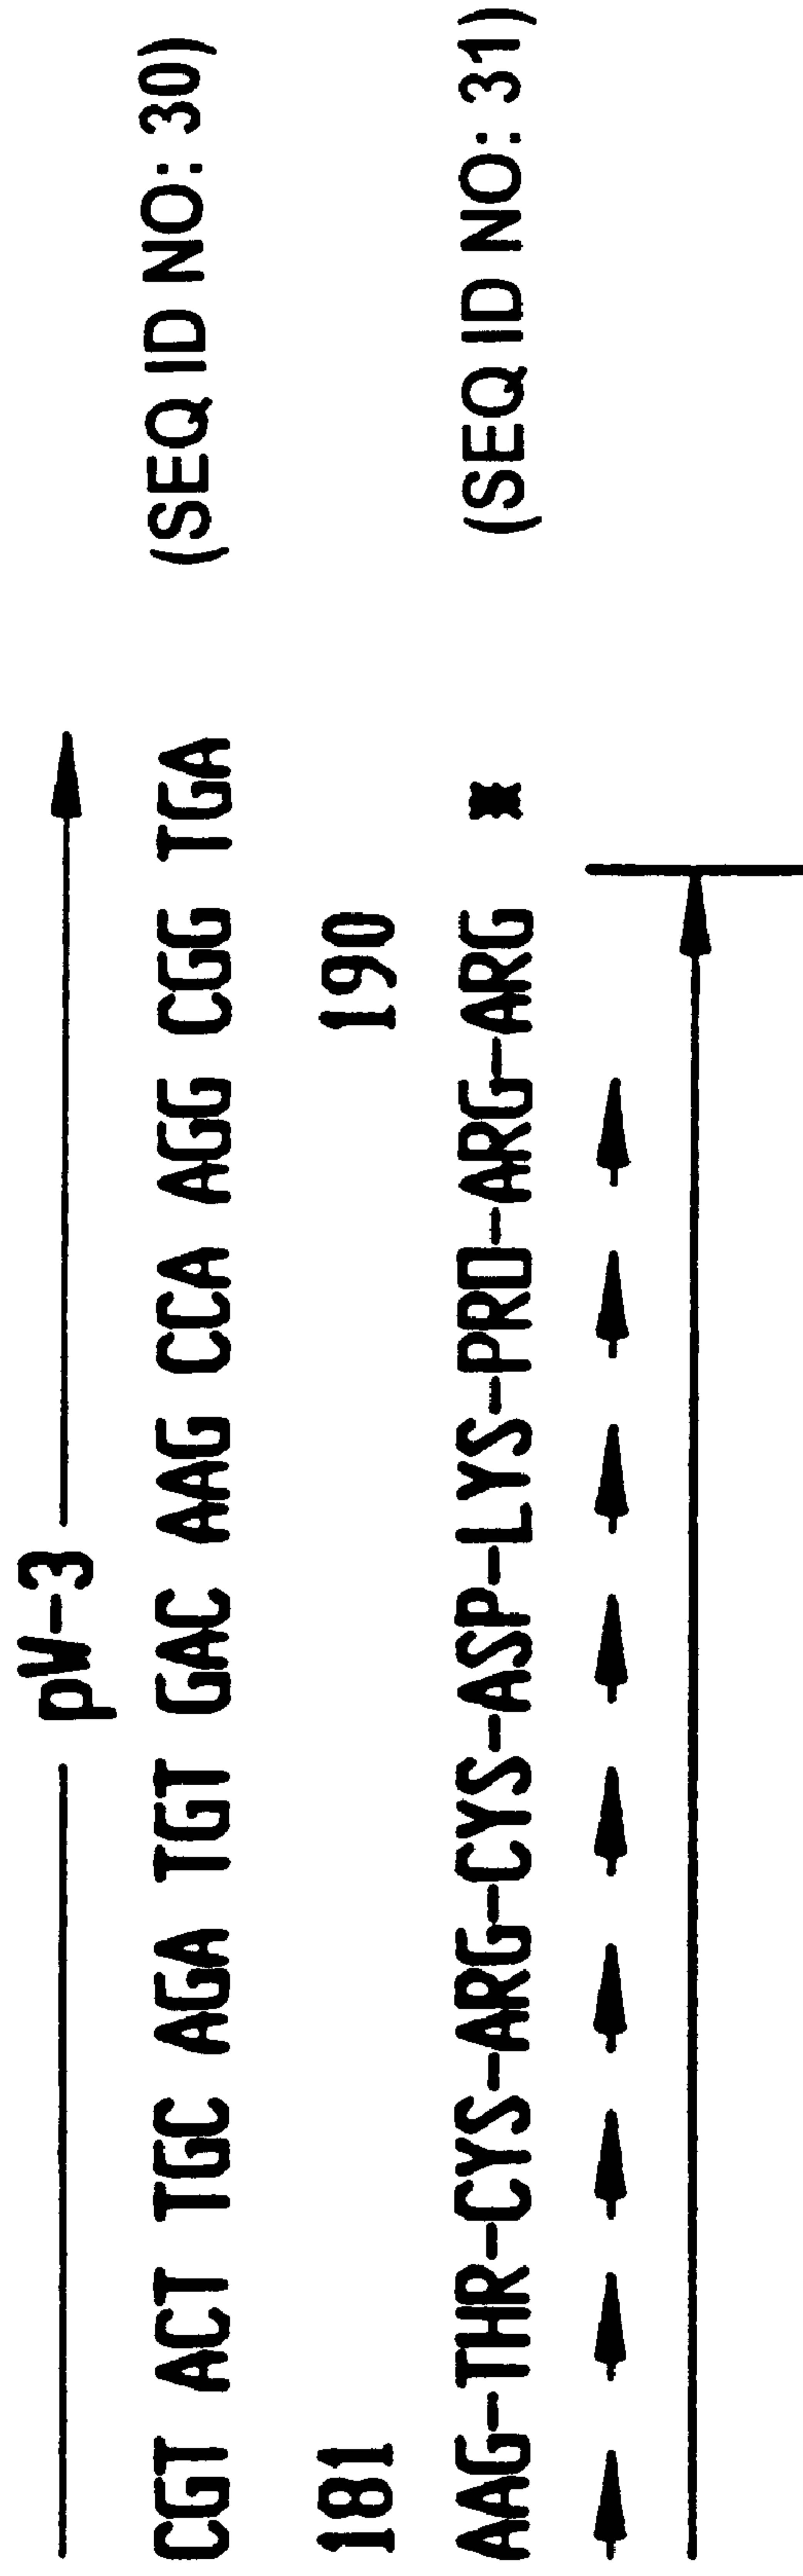 pW-3
CGT ACT TGC AGA TGT GAC AAG CCA AGG CGG TGA (SEQ ID NO: 30)
181 190
AAG-THR-CYS-ARG-CYS-ASP-LYS-PRO-ARG-ARG * (SEQ ID NO: 31)